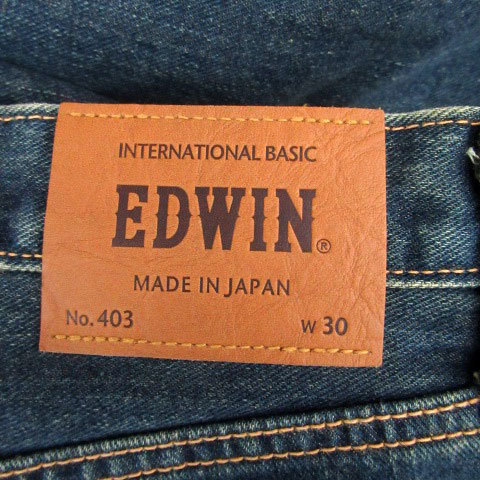 INTERNATIONAL BASIC
EDWIN®
MADE IN JAPAN
No. 403 W 30